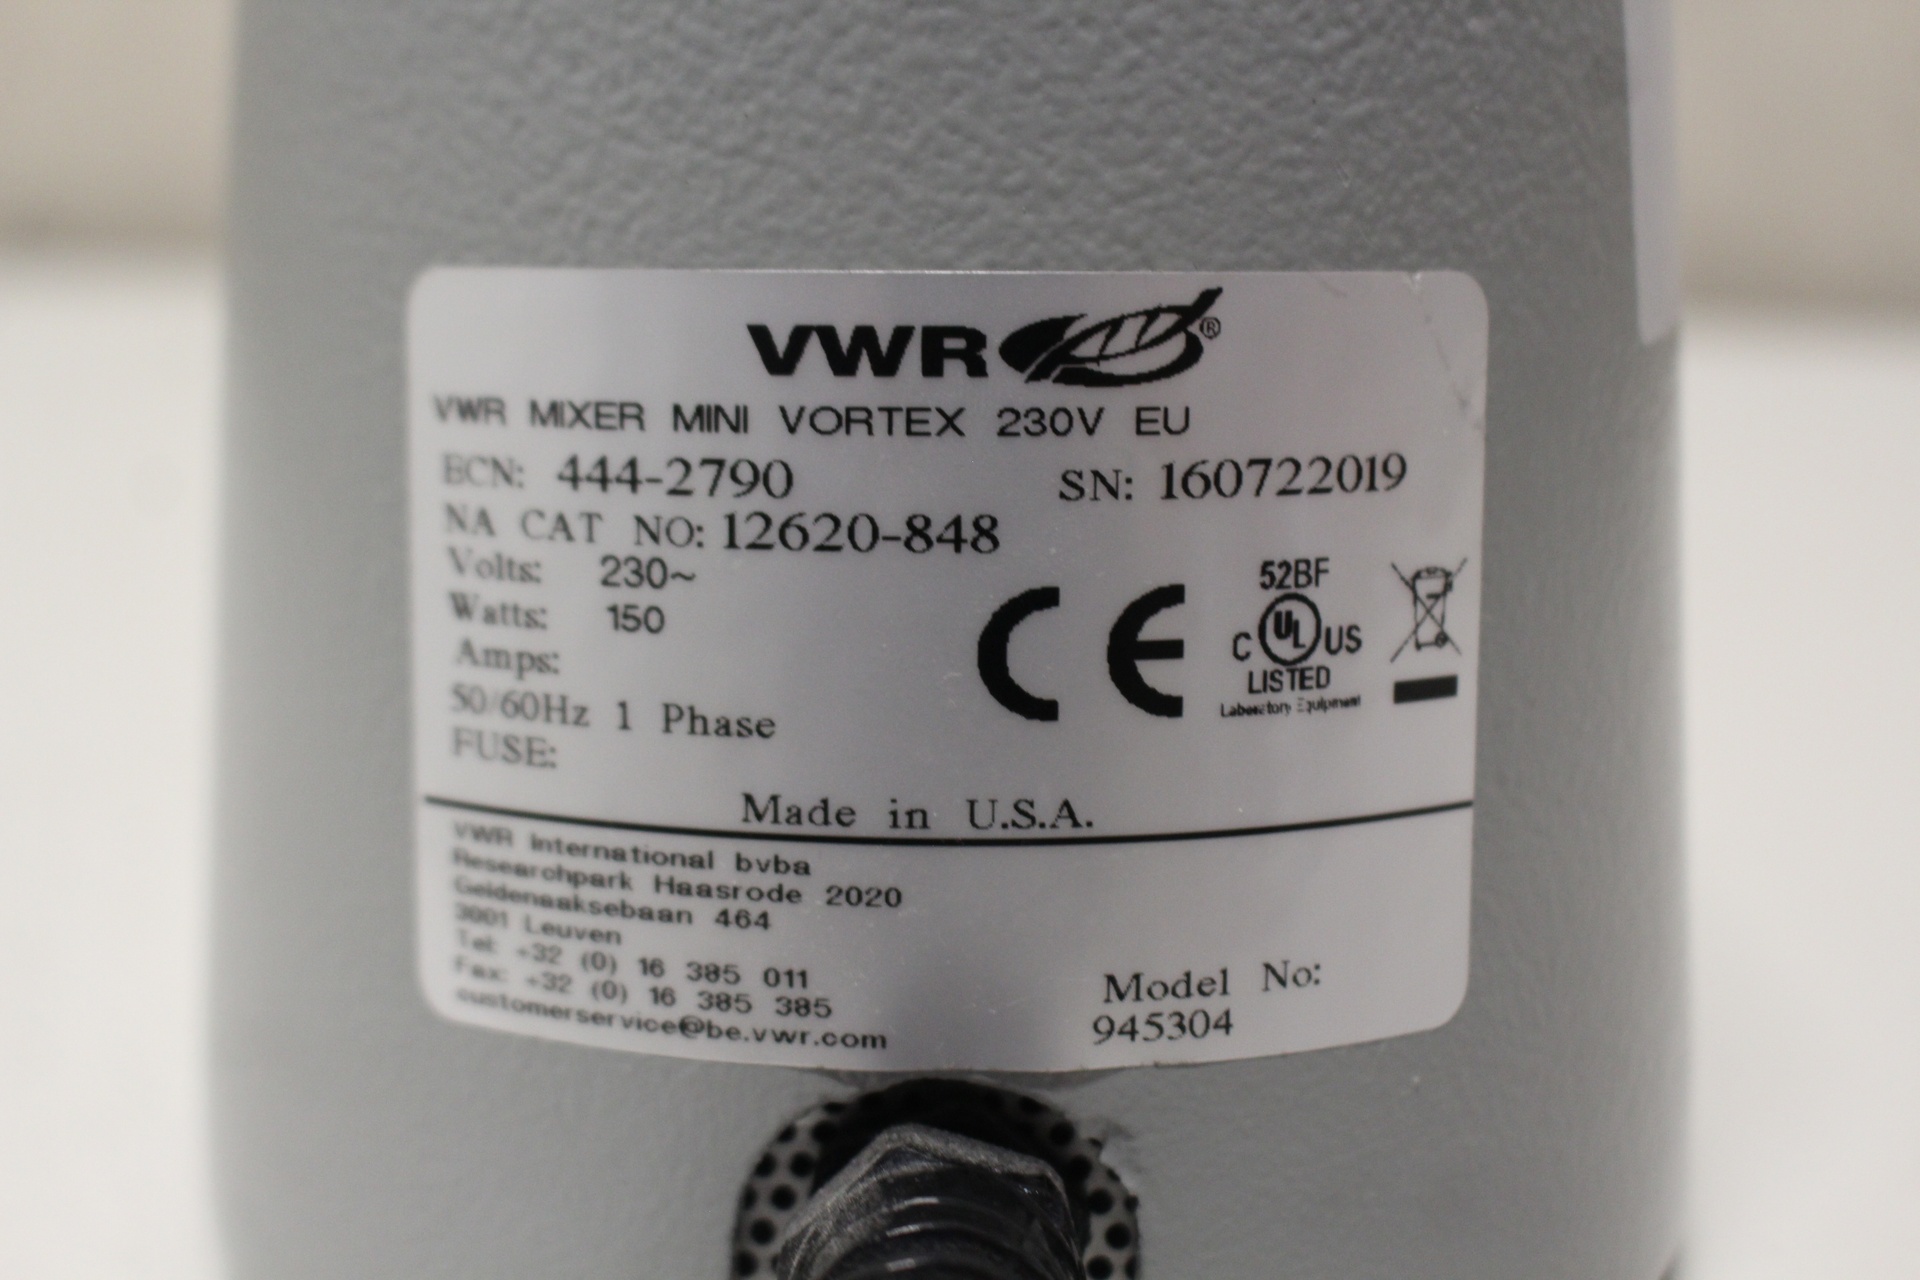 VWR®
VWR MIXER MINI VORTEX 230V EU
ECN: 444-2790 SN: 160722019
NA CAT NO: 12620-848
Volts: 230~
Watts: 150
Amps:
50/60Hz 1 Phase
FUSE:
CE
52BF
C UL US
LISTED
Laboratory Equipment
Made in U.S.A.
VWR International bvba
Researchpark Haasrode 2020
Geldenaaksebaan 464
3001 Leuven
Tel: +32 (0) 16 385 011
Fax: +32 (0) 16 385 385
customerservice@be.vwr.com
Model No:
945304